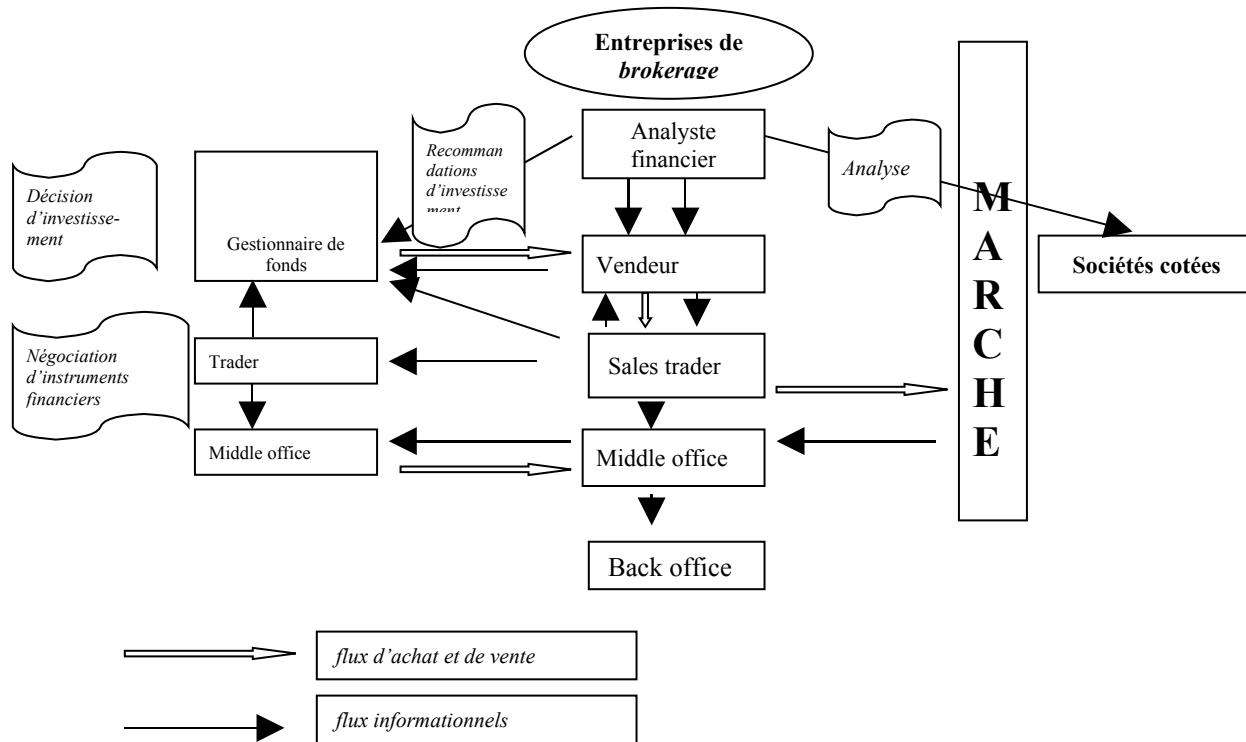 Entreprises de
brokerage
Analyste
financier
Recomman
dations
d'investisse
ment
Analyse
Décision
d'investisse-
ment
Gestionnaire de
fonds
Vendeur
M
A
R
C
H
E
Sociétés cotées
Négociation
d'instruments
financiers
Trader
Sales trader
Middle office
Middle office
Back office
flux d'achat et de vente
flux informationnels